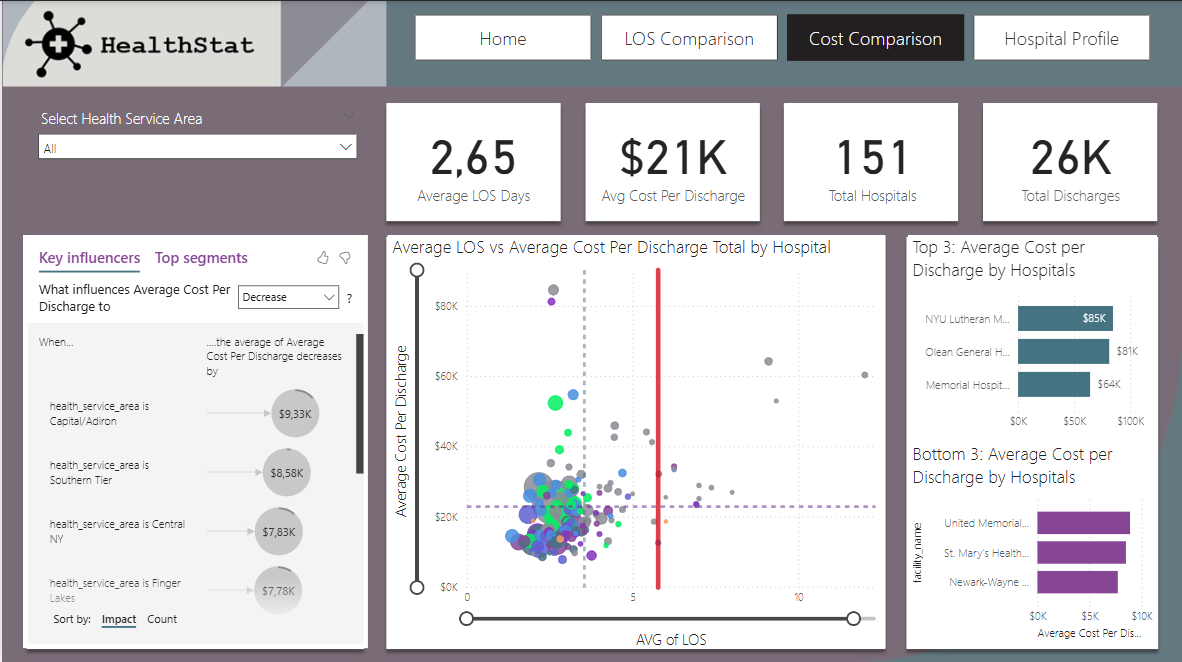 HealthStat
Home
LOS Comparison
Cost Comparison
Hospital Profile
Select Health Service Area
All
2,65
Average LOS Days
$21K
Avg Cost Per Discharge
151
Total Hospitals
26K
Total Discharges
Key influencers
Top segments
What influences Average Cost Per
Discharge to
Decrease
?
When...
....the average of Average
Cost Per Discharge decreases
by
health_service_area is
Capital/Adiron
$9,33K
health_service_area is
Southern Tier
$8,58K
health_service_area is Central
NY
$7,83K
health_service_area is Finger
Lakes
$7,78K
Sort by:
Impact
Count
Average LOS vs Average Cost Per Discharge Total by Hospital
Average Cost Per Discharge
$80K
$60K
$40K
$20K
$0K
0
5
10
AVG of LOS
Top 3: Average Cost per
Discharge by Hospitals
NYU Lutheran M...
$85K
Olean General H...
$81K
Memorial Hospit...
$64K
$0K
$50K
$100K
Bottom 3: Average Cost per
Discharge by Hospitals
facility_name
United Memorial...
St. Mary's Health...
Newark-Wayne ...
$0K
$5K
$10K
Average Cost Per Dis...